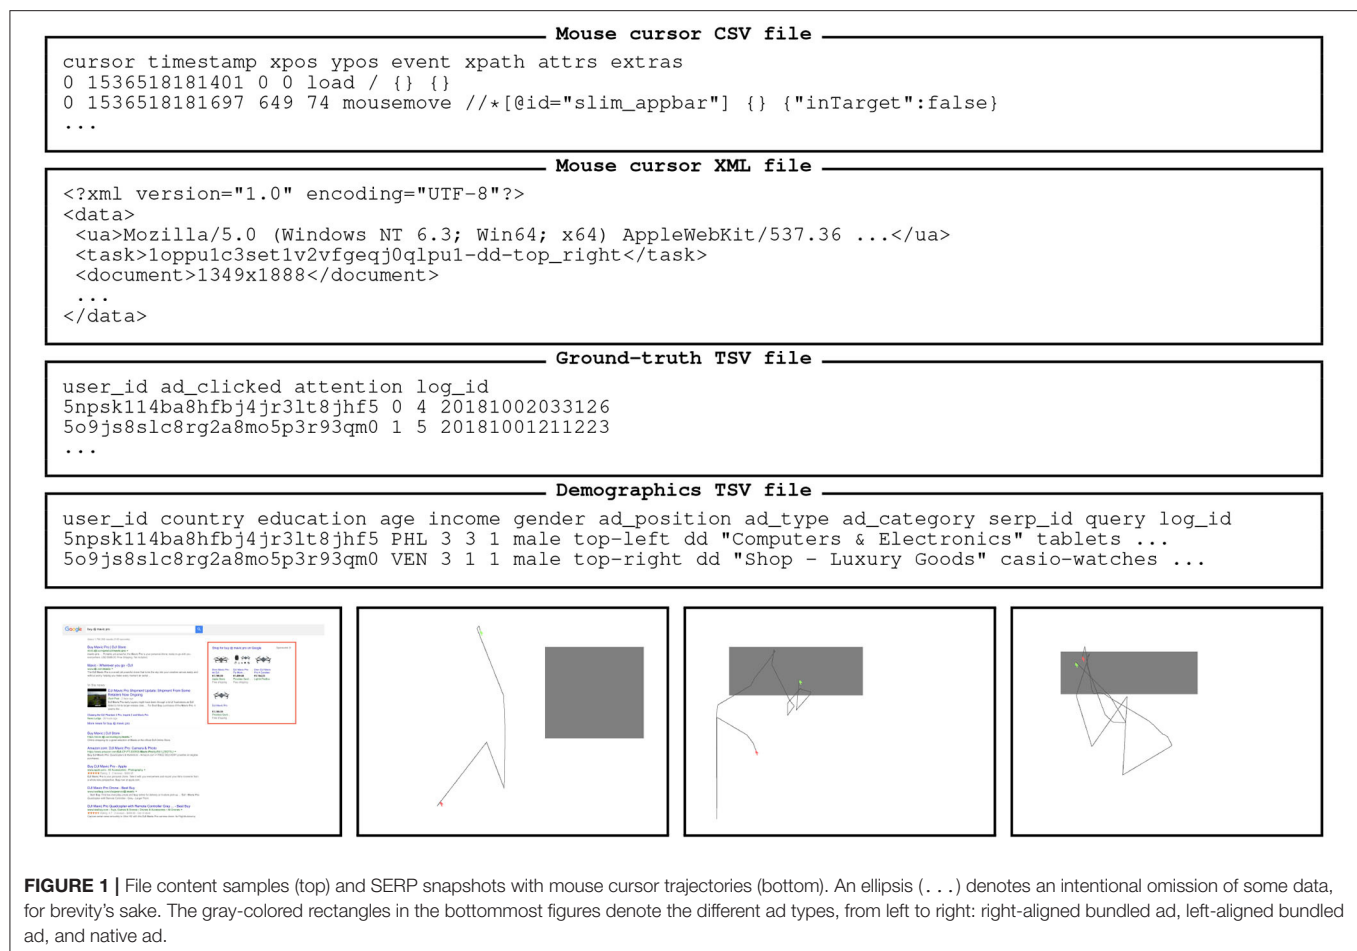 Mouse cursor CSV file
cursor timestamp xpos ypos event xpath attrs extras
0 1536518181401 0 0 load / {} {}
0 1536518181697 649 74 mousemove //*[@id="slim_appbar"] {} {"inTarget":false}
...
Mouse cursor XML file
<?xml version="1.0" encoding="UTF-8"?>
<data>
<ua>Mozilla/5.0 (Windows NT 6.3; Win64; x64) AppleWebKit/537.36 ...</ua>
<task>1oppu1c3set1v2vfgeqj0qlpu1-dd-top_right</task>
<document>1349x1888</document>
...
</data>
Ground-truth TSV file
user_id ad_clicked attention log_id
5npsk114ba8hfbj4jr3lt8jhf5 0 4 20181002033126
5o9js8slc8rg2a8mo5p3r93qm0 1 5 20181001211223
...
Demographics TSV file
user_id country education age income gender ad_position ad_type ad_category serp_id query log_id
5npsk114ba8hfbj4jr3lt8jhf5 PHL 3 3 1 male top-left dd "Computers & Electronics" tablets ...
5o9js8slc8rg2a8mo5p3r93qm0 VEN 3 1 1 male top-right dd "Shop - Luxury Goods" casio-watches ...
Google
FIGURE 1 | File content samples (top) and SERP snapshots with mouse cursor trajectories (bottom). An ellipsis (...) denotes an intentional omission of some data,
for brevity's sake. The gray-colored rectangles in the bottommost figures denote the different ad types, from left to right: right-aligned bundled ad, left-aligned bundled
ad, and native ad.